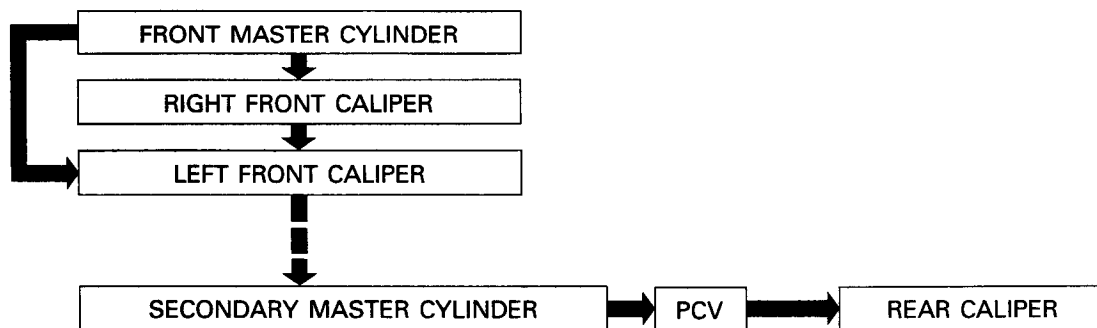 FRONT MASTER CYLINDER
RIGHT FRONT CALIPER
LEFT FRONT CALIPER
SECONDARY MASTER CYLINDER
PCV
REAR CALIPER